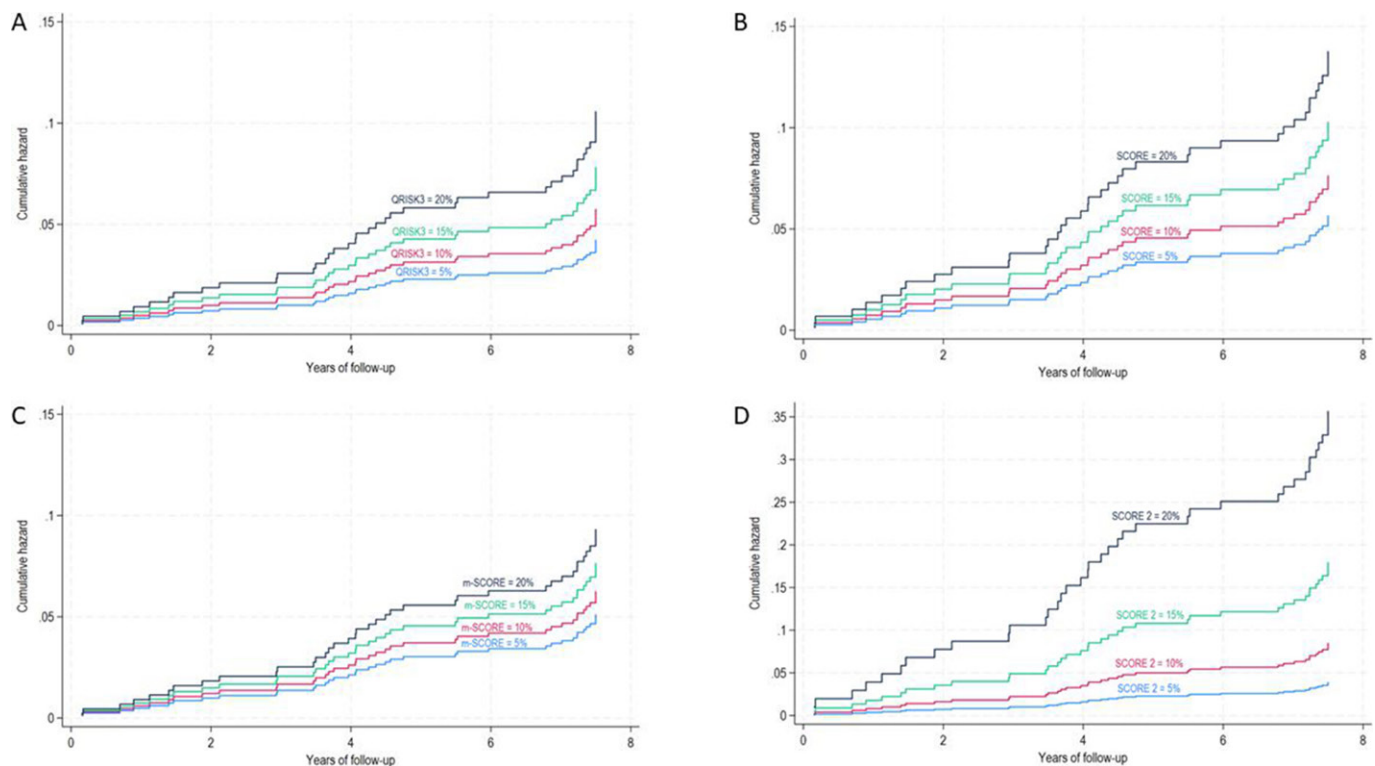 A
.15
.1
.05
0
Cumulative hazard
QRISK3 = 20%
QRISK3 = 15%
QRISK3 = 10%
QRISK3 = 5%
0 2 4 6 8
Years of follow-up
B
.15
.1
.05
0
Cumulative hazard
SCORE = 20%
SCORE = 15%
SCORE = 10%
SCORE = 5%
0 2 4 6 8
Years of follow-up
C
.15
.1
.05
0
Cumulative hazard
m-SCORE = 20%
m-SCORE = 15%
m-SCORE = 10%
m-SCORE = 5%
0 2 4 6 8
Years of follow-up
D
.35
.3
.25
.2
.15
0.1
0.05
0
Cumulative hazard
SCORE 2 = 20%
SCORE 2 = 15%
SCORE 2 = 10%
SCORE 2 = 5%
0 2 4 6 8
Years of follow-up